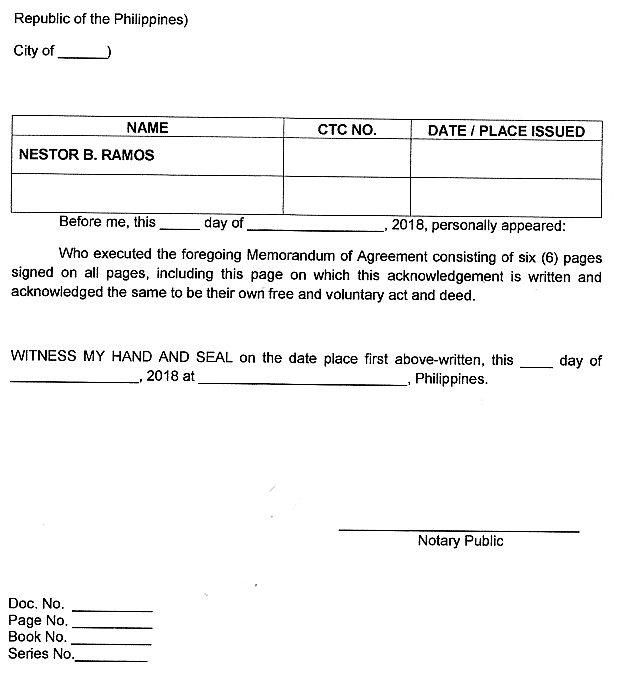 Republic of the Philippines)
City of ______)
NAME CTC NO. DATE / PLACE ISSUED
NESTOR B. RAMOS
Before me, this _____ day of _________________, 2018, personally appeared:
Who executed the foregoing Memorandum of Agreement consisting of six (6) pages
signed on all pages, including this page on which this acknowledgement is written and
acknowledged the same to be their own free and voluntary act and deed.
WITNESS MY HAND AND SEAL on the date place first above-written, this ____ day of
________________, 2018 at __________________________, Philippines.
Notary Public
Doc. No. __________
Page No. __________
Book No. __________
Series No._________